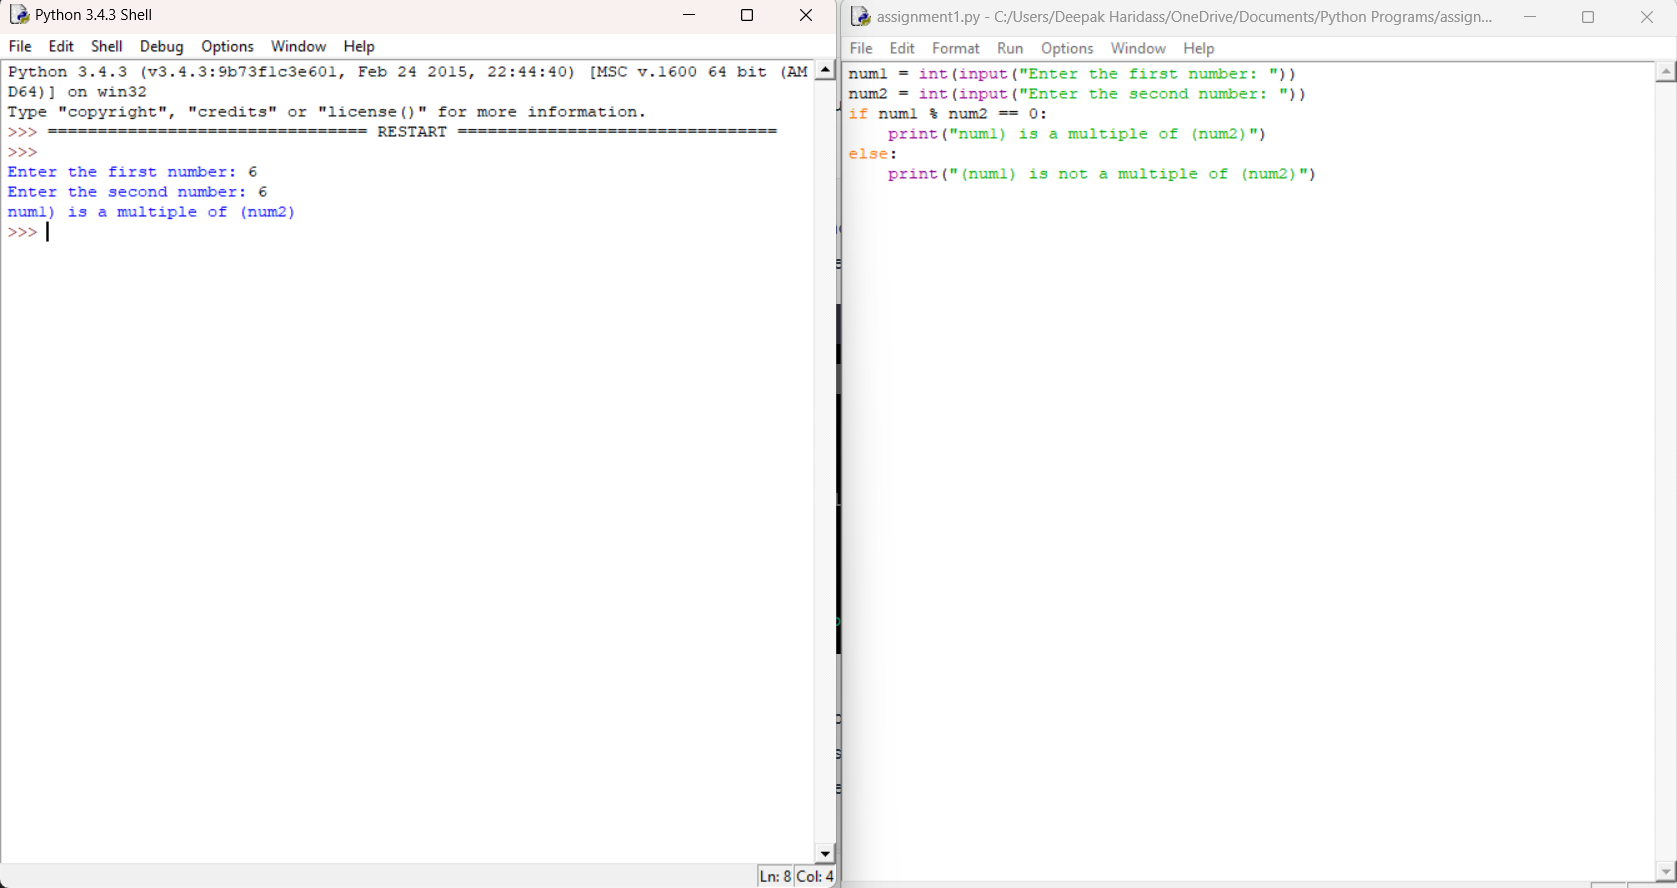 Python 3.4.3 Shell
File Edit Shell Debug Options Window Help
Python 3.4.3 (v3.4.3:9b73f1c3e601, Feb 24 2015, 22:44:40) [MSC v.1600 64 bit (AM
D64)] on win32
Type "copyright", "credits" or "license()" for more information.
>>> ================================ RESTART ================================
>>>
Enter the first number: 6
Enter the second number: 6
num1) is a multiple of (num2)
>>>
Ln: 8 Col: 4
assignment1.py - C:/Users/Deepak Haridass/OneDrive/Documents/Python Programs/assign...
File Edit Format Run Options Window Help
num1 = int(input("Enter the first number: "))
num2 = int(input("Enter the second number: "))
if num1 % num2 == 0:
    print("num1) is a multiple of (num2)")
else:
    print("(num1) is not a multiple of (num2)")